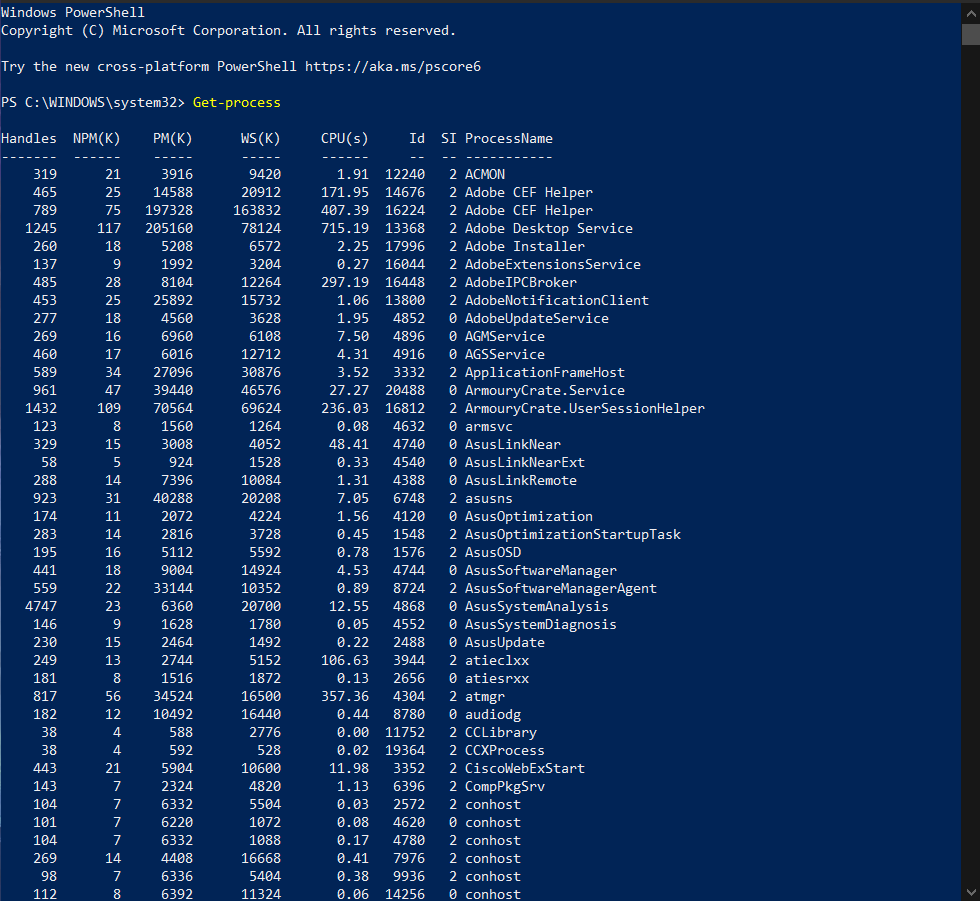 Windows PowerShell
Copyright (C) Microsoft Corporation. All rights reserved.
Try the new cross-platform PowerShell https://aka.ms/pscore6
PS C:\WINDOWS\system32> Get-process
Handles  NPM(K)    PM(K)      WS(K)     CPU(s)     Id  SI ProcessName
-------  ------    -----      -----     ------     --  -- -----------
    319      21     3916       9420       1.91  12240   2 ACMON
    465      25    14588      20912     171.95  14676   2 Adobe CEF Helper
    789      75   197328     163832     407.39  16224   2 Adobe CEF Helper
   1245     117   205160      78124     715.19  13368   2 Adobe Desktop Service
    260      18     5208       6572       2.25  17996   2 Adobe Installer
    137       9     1992       3204       0.27  16044   2 AdobeExtensionsService
    485      28     8104      12264     297.19  16448   2 AdobeIPCBroker
    453      25    25892      15732       1.06  13800   2 AdobeNotificationClient
    277      18     4560       3628       1.95   4852   0 AdobeUpdateService
    269      16     6960       6108       7.50   4896   0 AGMService
    460      17     6016      12712       4.31   4916   0 AGSService
    589      34    27096      30876       3.52   3332   2 ApplicationFrameHost
    961      47    39440      46576      27.27  20488   0 ArmouryCrate.Service
   1432     109    70564      69624     236.03  16812   2 ArmouryCrate.UserSessionHelper
    123       8     1560       1264       0.08   4632   0 armsvc
    329      15     3008       4052      48.41   4740   0 AsusLinkNear
     58       5      924       1528       0.33   4540   0 AsusLinkNearExt
    288      14     7396      10084       1.31   4388   0 AsusLinkRemote
    923      31    40288      20208       7.05   6748   2 asusns
    174      11     2072       4224       1.56   4120   0 AsusOptimization
    283      14     2816       3728       0.45   1548   2 AsusOptimizationStartupTask
    195      16     5112       5592       0.78   1576   2 AsusOSD
    441      18     9004      14924       4.53   4744   0 AsusSoftwareManager
    559      22    33144      10352       0.89   8724   2 AsusSoftwareManagerAgent
   4747      23     6360      20700      12.55   4868   0 AsusSystemAnalysis
    146       9     1628       1780       0.05   4552   0 AsusSystemDiagnosis
    230      15     2464       1492       0.22   2488   0 AsusUpdate
    249      13     2744       5152     106.63   3944   2 atieclxx
    181       8     1516       1872       0.13   2656   0 atiesrxx
    817      56    34524      16500     357.36   4304   2 atmgr
    182      12    10492      16440       0.44   8780   0 audiodg
     38       4      588       2776       0.00  11752   2 CCLibrary
     38       4      592        528       0.02  19364   2 CCXProcess
    443      21     5904      10600      11.98   3352   2 CiscoWebExStart
    143       7     2324       4820       1.13   6396   2 CompPkgSrv
    104       7     6332       5504       0.03   2572   2 conhost
    101       7     6220       1072       0.08   4620   0 conhost
    104       7     6332       1088       0.17   4780   2 conhost
    269      14     4408      16668       0.41   7976   2 conhost
     98       7     6336       5404       0.38   9936   2 conhost
    112       8     6392      11324       0.06  14256   0 conhost